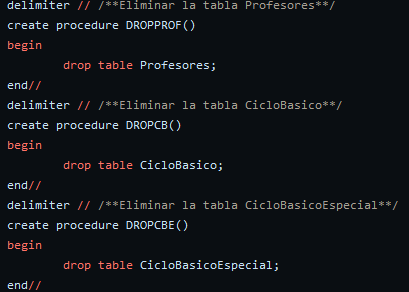 delimiter // /**Eliminar la tabla Profesores**/
create procedure DROPPROF()
begin
drop table Profesores;
end//
delimiter // /**Eliminar la tabla CicloBasico**/
create procedure DROPCB()
begin
drop table CicloBasico;
end//
delimiter // /**Eliminar la tabla CicloBasicoEspecial**/
create procedure DROPCBE()
begin
drop table CicloBasicoEspecial;
end//